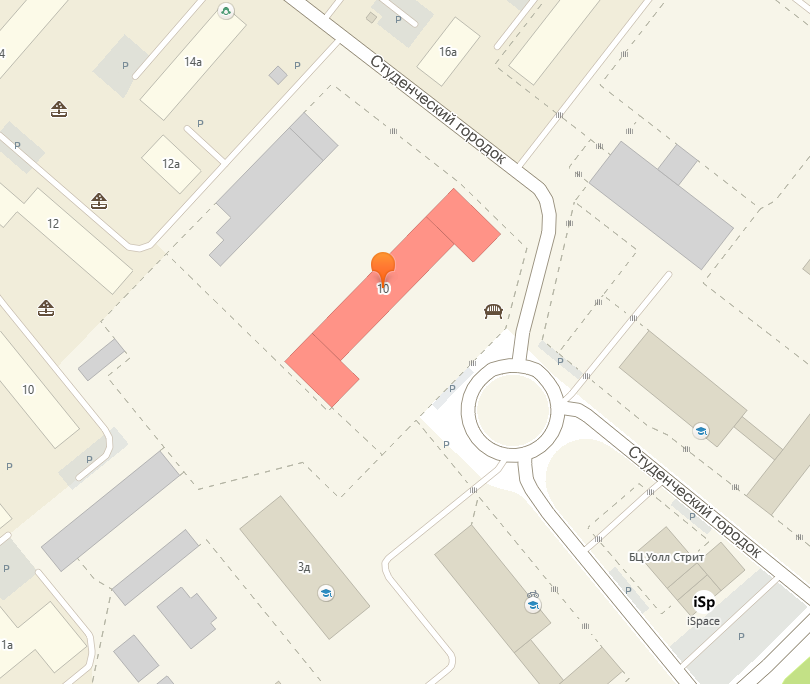 P
16а
14а
P
P
4
Студенческий городок
P
P
12а
12
10
10
P
P
P
P
P
Студенческий городок
P
3д
БЦ Уолл Стрит
P
P
iSp
iSpace
P
1а